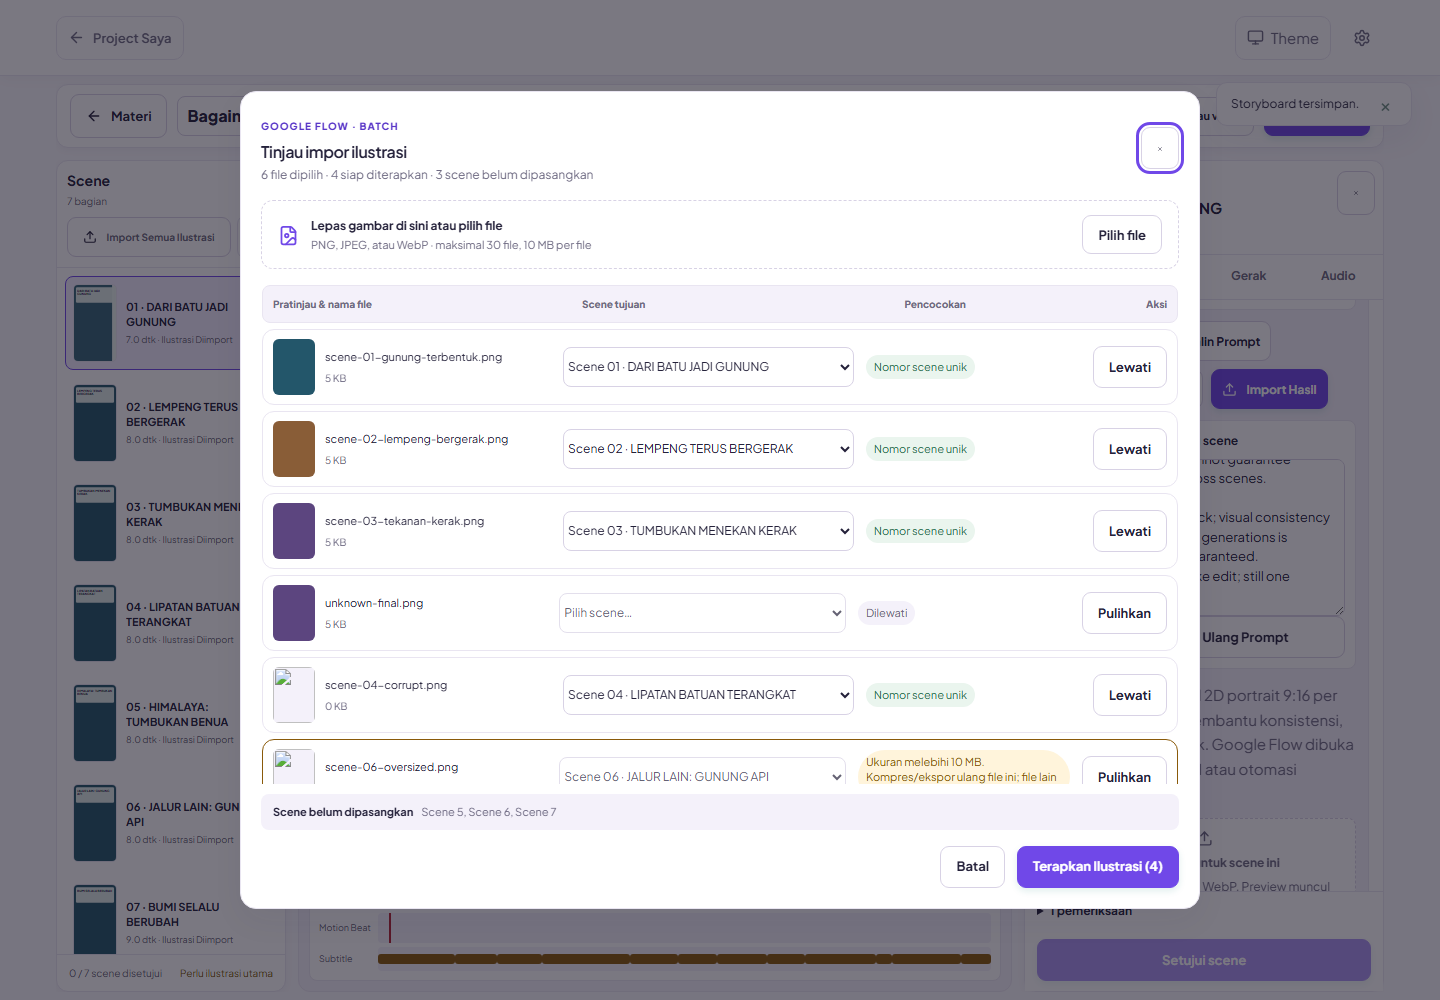 Project Saya
Theme
Materi
Bagain
au v
Storyboard tersimpan.
Scene
7 bagian
Import Semua Ilustrasi
01 · DARI BATU JADI
GUNUNG
7.0 dtk · Ilustrasi Diimport
02 · LEMPENG TERUS
BERGERAK
8.0 dtk · Ilustrasi Diimport
03 · TUMBUKAN MEN
KERAK
8.0 dtk · Ilustrasi Diimport
04 · LIPATAN BATUAN
TERANGKAT
8.0 dtk · Ilustrasi Diimport
05 · HIMALAYA:
TUMBUKAN BENUA
8.0 dtk · Ilustrasi Diimport
06 · JALUR LAIN: GUN
API
8.0 dtk · Ilustrasi Diimport
07 · BUMI SELALU
BERUBAH
9.0 dtk · Ilustrasi Diimport
0 / 7 scene disetujui
Perlu ilustrasi utama
GOOGLE FLOW · BATCH
Tinjau impor ilustrasi
6 file dipilih · 4 siap diterapkan · 3 scene belum dipasangkan
Lepas gambar di sini atau pilih file
PNG, JPEG, atau WebP · maksimal 30 file, 10 MB per file
Pilih file
Pratinjau & nama file
Scene tujuan
Pencocokan
Aksi
scene-01-gunung-terbentuk.png
5 KB
Scene 01 · DARI BATU JADI GUNUNG
Nomor scene unik
Lewati
scene-02-lempeng-bergerak.png
5 KB
Scene 02 · LEMPENG TERUS BERGERAK
Nomor scene unik
Lewati
scene-03-tekanan-kerak.png
5 KB
Scene 03 · TUMBUKAN MENEKAN KERAK
Nomor scene unik
Lewati
unknown-final.png
5 KB
Pilih scene...
Dilewati
Pulihkan
scene-04-corrupt.png
0 KB
Scene 04 · LIPATAN BATUAN TERANGKAT
Nomor scene unik
Lewati
scene-06-oversized.png
Scene 06 · JALUR LAIN: GUNUNG API
Ukuran melebihi 10 MB.
Kompres/ekspor ulang file ini; file lain
Pulihkan
Scene belum dipasangkan
Scene 5, Scene 6, Scene 7
Batal
Terapkan Ilustrasi (4)
NG
Gerak
Audio
lin Prompt
Import Hasil
scene
not guarantee
oss scenes.
ck; visual consistency
generations is
aranteed.
e edit; still one
Ulang Prompt
2D portrait 9:16 per
embantu konsistensi,
k. Google Flow dibuka
l atau otomasi
ntuk scene ini
WebP. Preview muncul
1 pemeriksaan
Setujui scene
Motion Beat
Subtitle